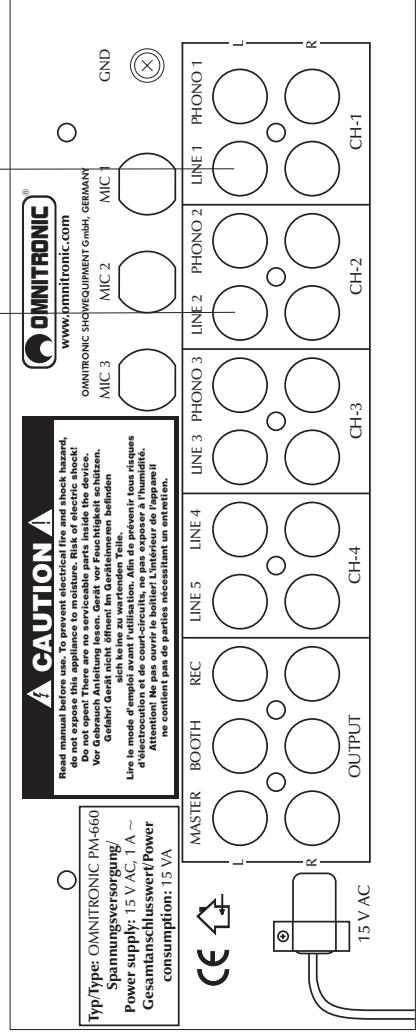 Typ/Type: OMNITRONIC PM-660
Spannungsversorgung/
Power supply: 15 V AC, 1 A ~
Gesamtanschlusswert/Power
consumption: 15 VA
CAUTION
Read manual before use. To prevent electrical fire and shock hazard,
do not expose this appliance to moisture. Risk of electric shock!
Do not open! There are no serviceable parts inside the device.
Vor Gebrauch Anleitung lesen. Gerät vor Feuchtigkeit schützen.
Gefahr! Gerät nicht öffnen! Im Geräteinneren befinden
sich keine zu wartenden Teile.
Lire le mode d'emploi avant l'utilisation. Afin de prévenir tous risques
d'électrocution et de court-circuits, ne pas exposer à l'humidité.
Attention! Ne pas ouvrir le boîtier! L'intérieur de l'appareil
ne contient pas de parties nécessitant un entretien.
OMNITRONIC ®
www.omnitronic.com
OMNITRONIC SHOWEQUIPMENT GmbH, GERMANY
MIC 3 MIC 2 MIC 1 GND
CE
MASTER BOOTH REC LINE 5 LINE 4 LINE 3 PHONO 3 LINE 2 PHONO 2 LINE 1 PHONO 1
L L
R R
OUTPUT CH-4 CH-3 CH-2 CH-1
15 V AC